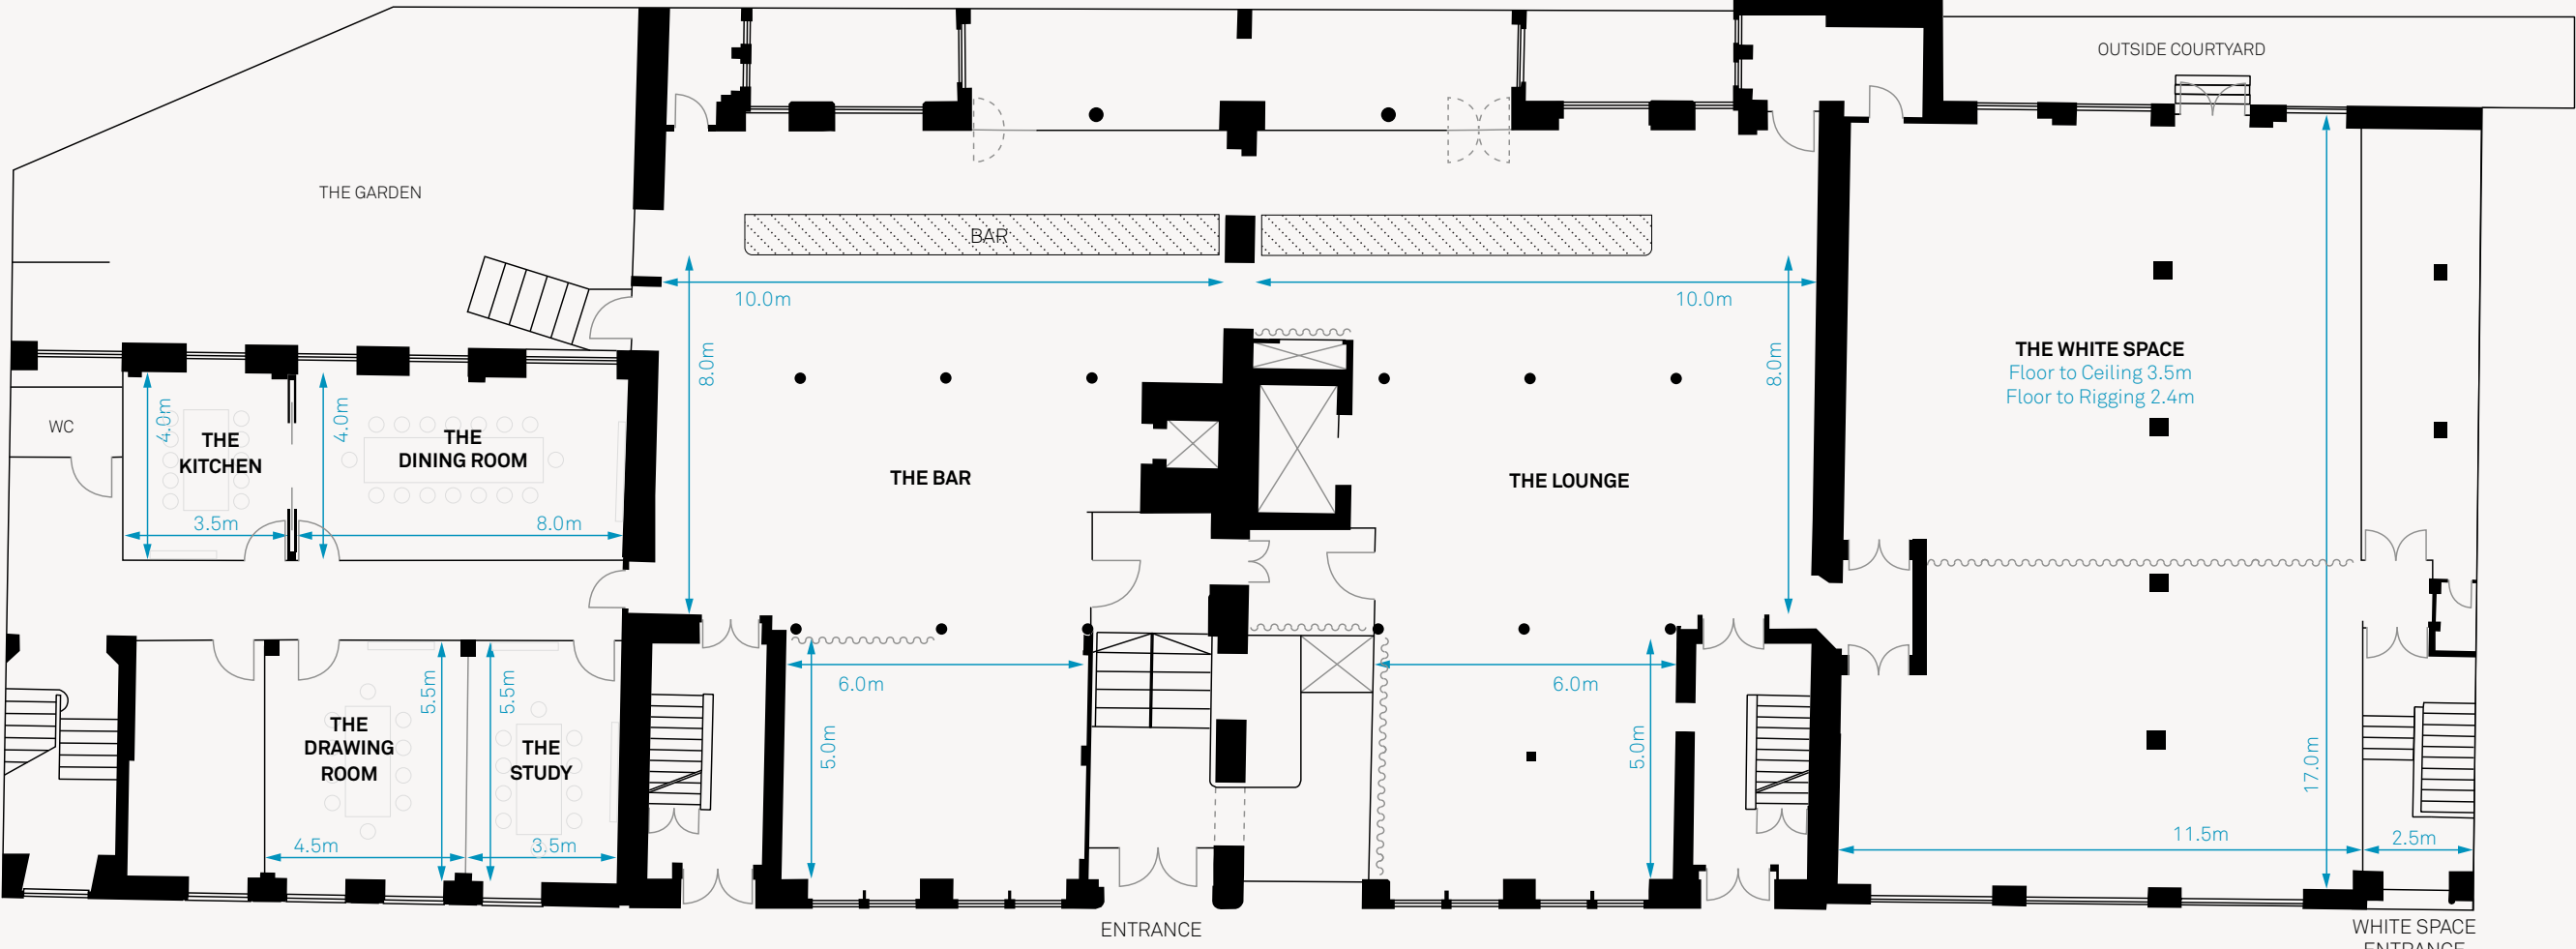 OUTSIDE COURTYARD
THE GARDEN
BAR
10.0m
10.0m
8.0m
8.0m
THE WHITE SPACE
Floor to Ceiling 3.5m
Floor to Rigging 2.4m
WC
4.0m
THE
KITCHEN
3.5m
4.0m
THE
DINING ROOM
8.0m
THE BAR
THE LOUNGE
5.5m
5.5m
THE
DRAWING
ROOM
4.5m
THE
STUDY
3.5m
6.0m
5.0m
6.0m
5.0m
17.0m
11.5m
2.5m
ENTRANCE
WHITE SPACE
ENTRANCE